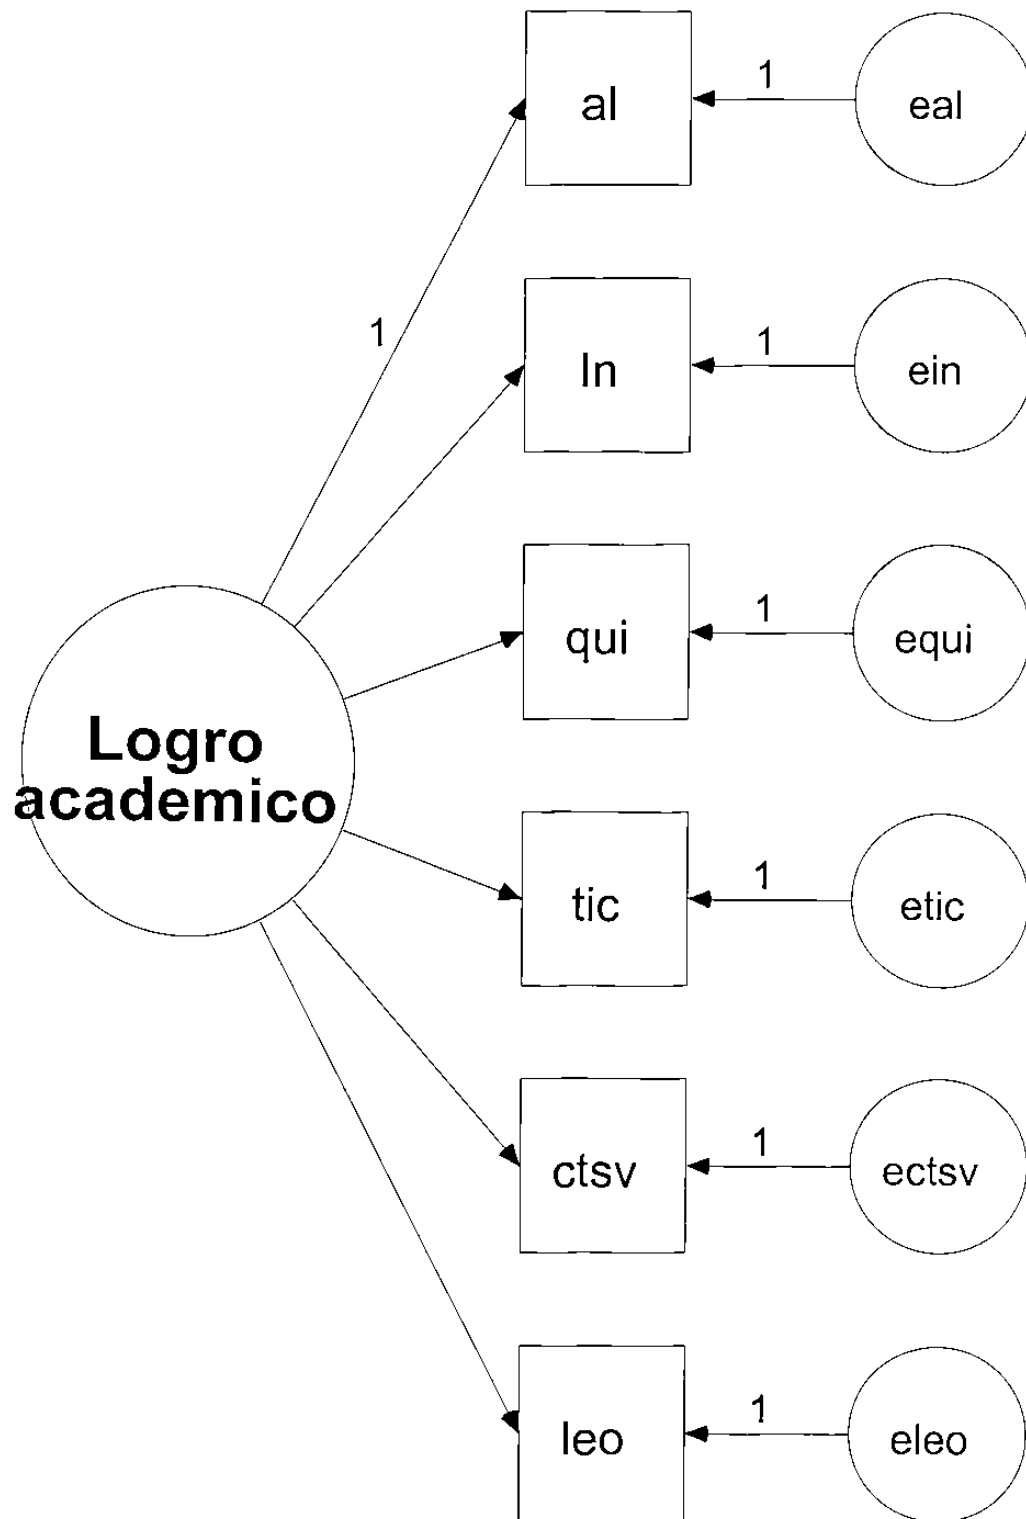 al
1
eal
1
In
1
ein
qui
1
equi
Logro
academico
tic
1
etic
ctsv
1
ectsv
leo
1
eleo